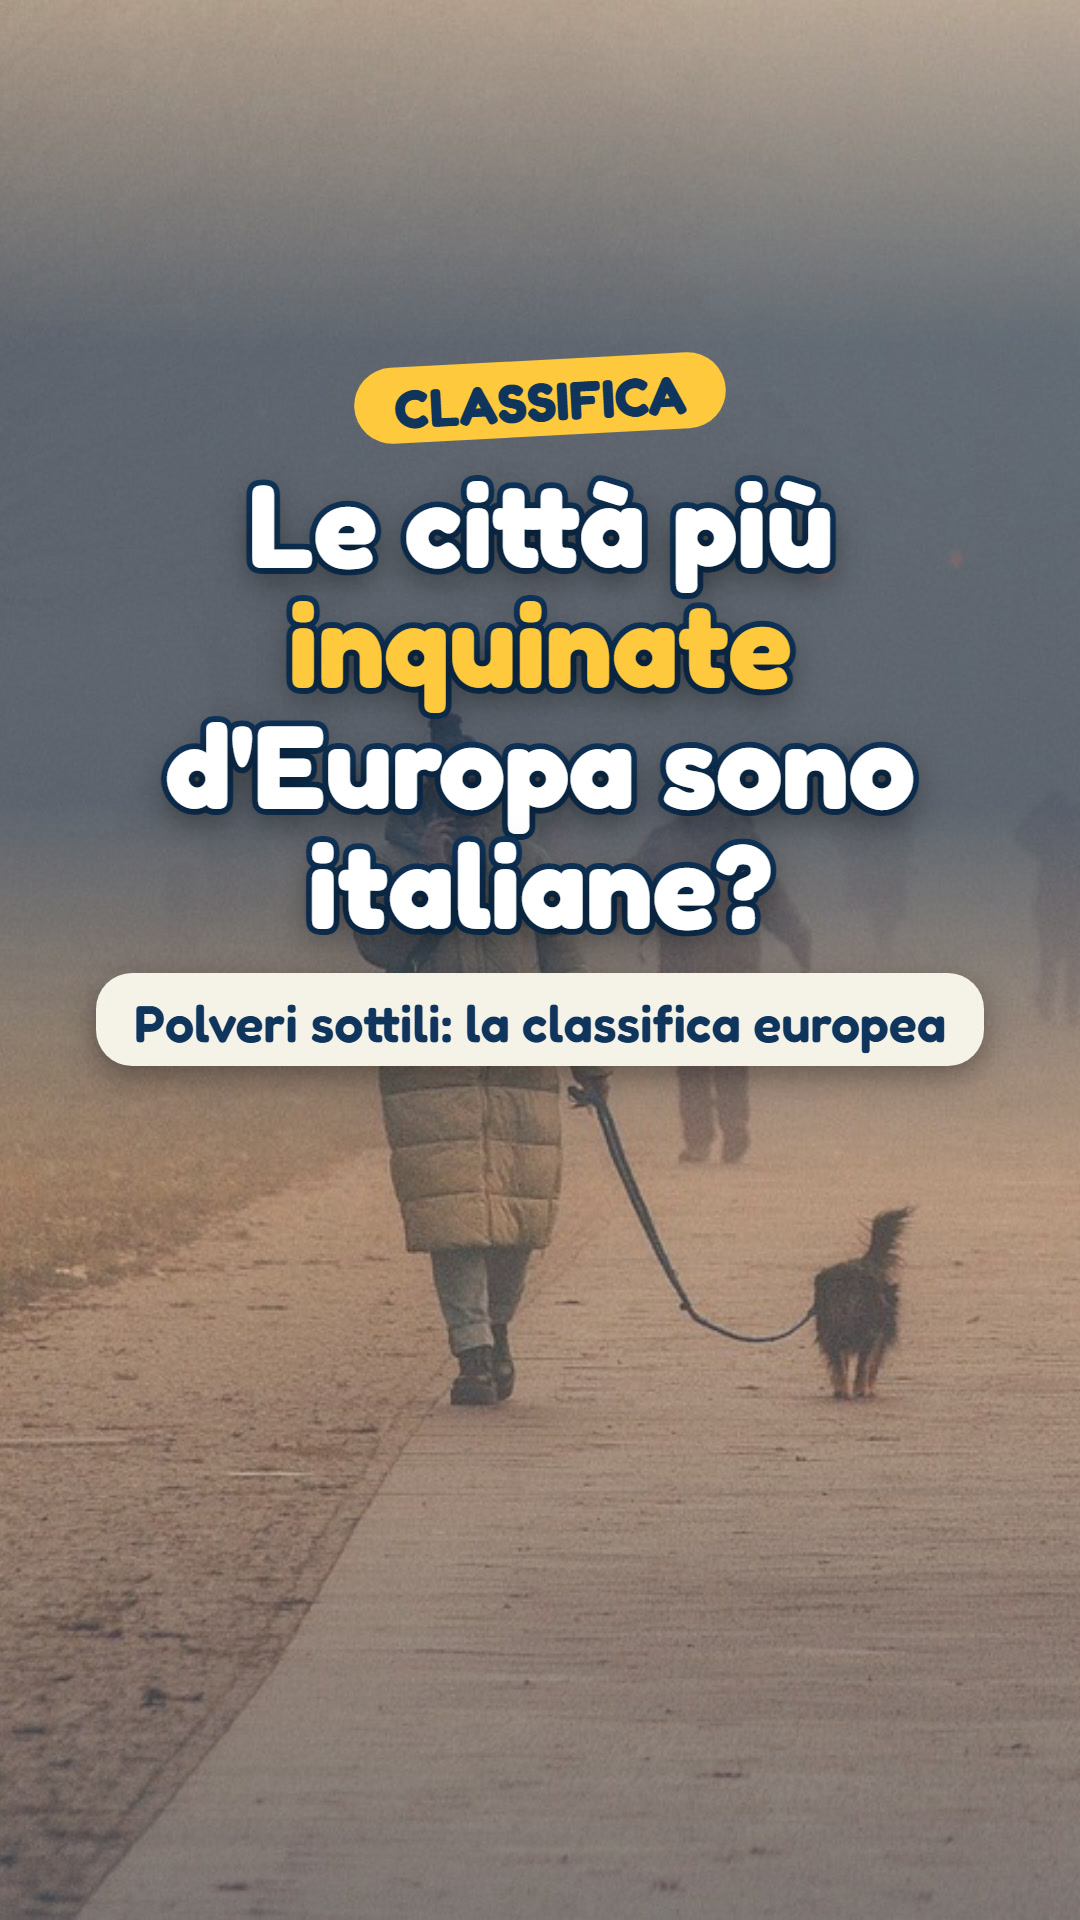 CLASSIFICA
Le città più
inquinate
d'Europa sono
italiane?
Polveri sottili: la classifica europea